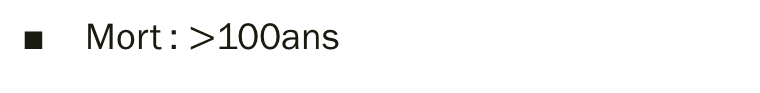 ▪ Mort : >100ans